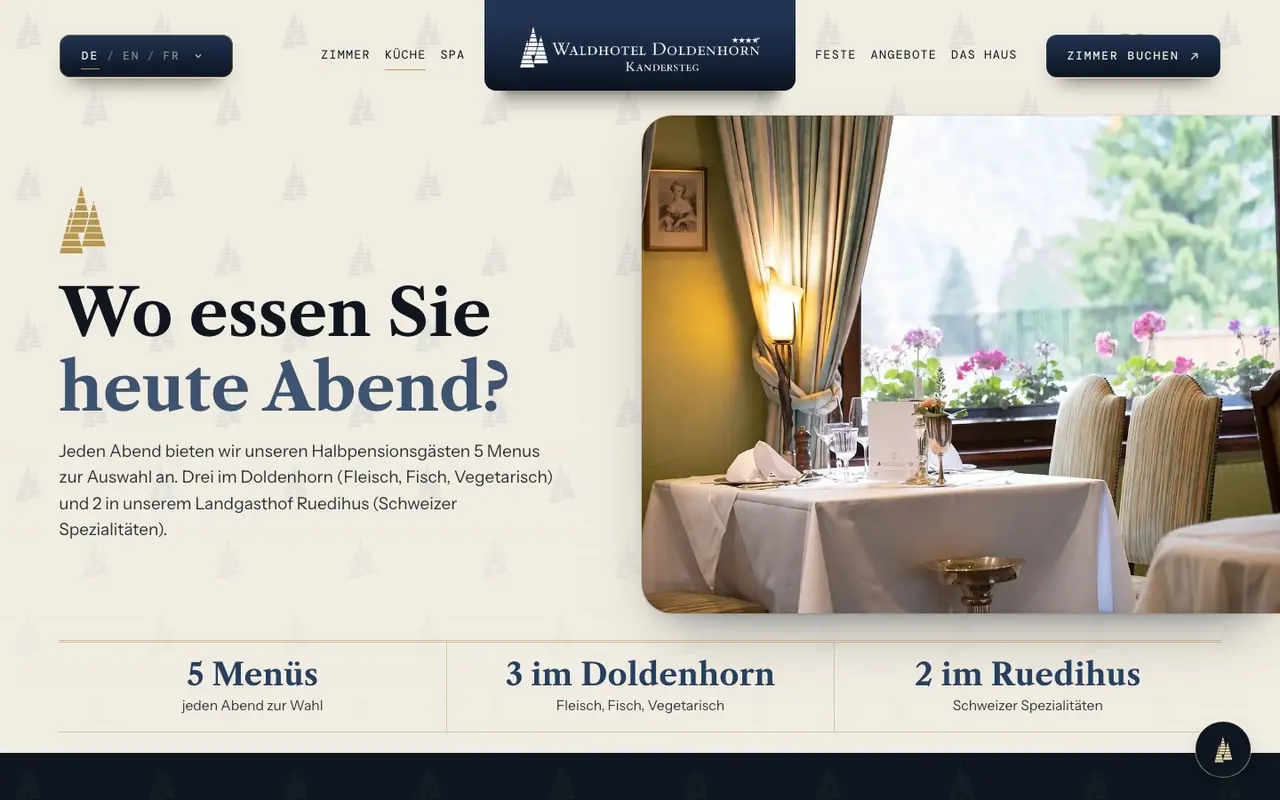 DE / EN / FR
ZIMMER KÜCHE SPA
WALDHOTEL DOLDENHORN
KANDERSTEG
FESTE ANGEBOTE DAS HAUS
ZIMMER BUCHEN ↗
Wo essen Sie
heute Abend?
Jeden Abend bieten wir unseren Halbpensionsgästen 5 Menus
zur Auswahl an. Drei im Doldenhorn (Fleisch, Fisch, Vegetarisch)
und 2 in unserem Landgasthof Ruedihus (Schweizer
Spezialitäten).
5 Menüs
jeden Abend zur Wahl
3 im Doldenhorn
Fleisch, Fisch, Vegetarisch
2 im Ruedihus
Schweizer Spezialitäten